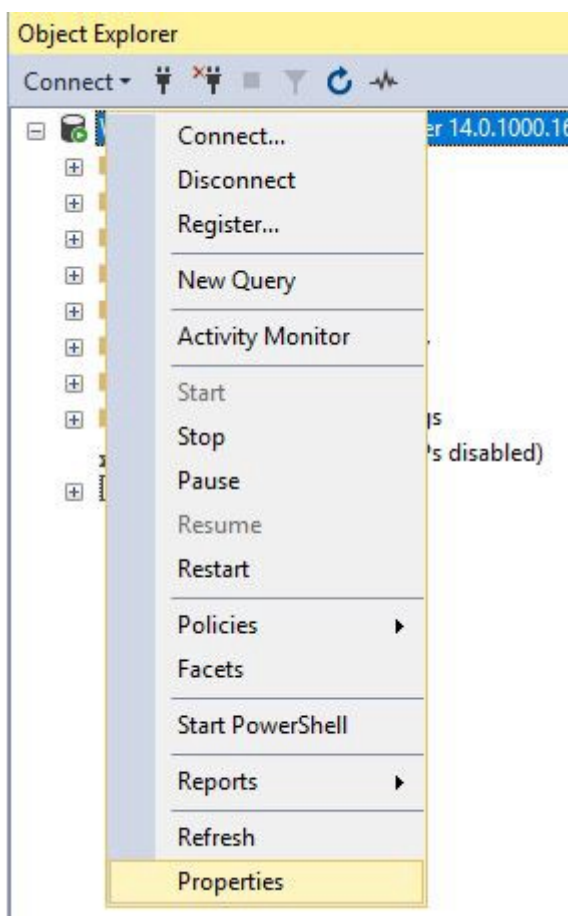 Object Explorer
Connect
er 14.0.1000.16
Connect...
Disconnect
Register...
New Query
Activity Monitor
Start
Stop
Pause
Resume
Restart
Policies
Facets
Start PowerShell
Reports
Refresh
Properties
's disabled)